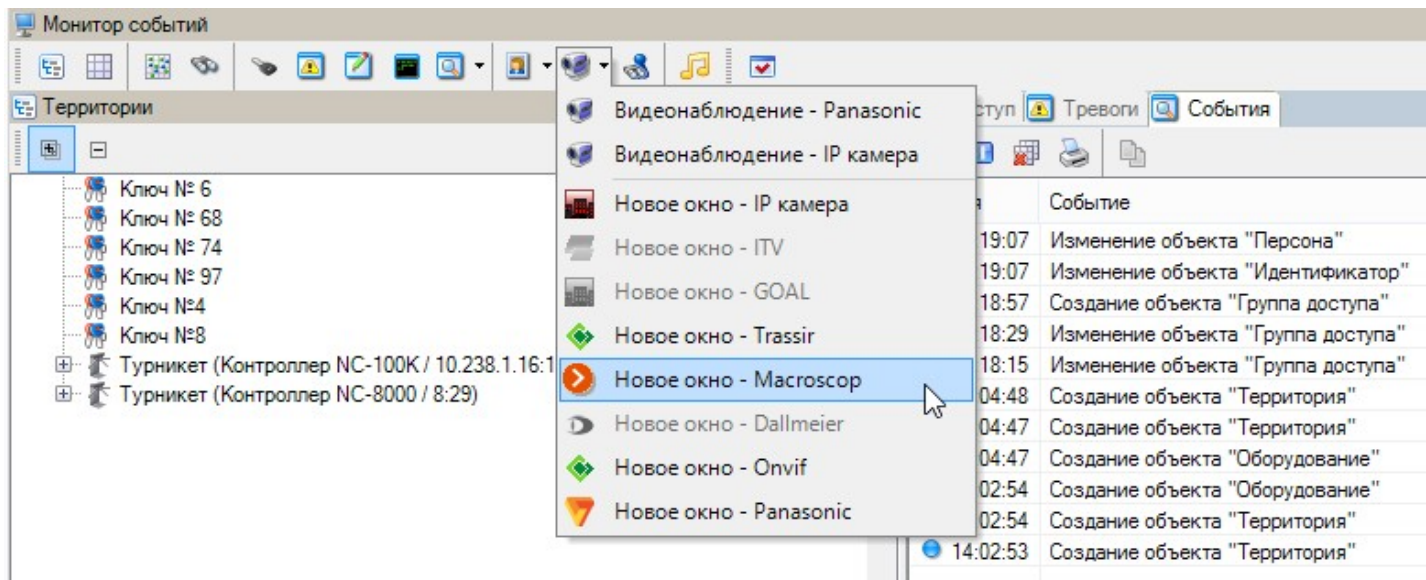 Монитор событий
Территории
Ключ № 6
Ключ № 68
Ключ № 74
Ключ № 97
Ключ №4
Ключ №8
Турникет (Контроллер NC-100K / 10.238.1.16:1
Турникет (Контроллер NC-8000 / 8:29)
Видеонаблюдение - Panasonic
Видеонаблюдение - IP камера
Новое окно - IP камера
Новое окно - ITV
Новое окно - GOAL
Новое окно - Trassir
Новое окно - Macroscop
Новое окно - Dallmeier
Новое окно - Onvif
Новое окно - Panasonic
ступ Тревоги События
Событие
19:07 Изменение объекта "Персона"
19:07 Изменение объекта "Идентификатор"
18:57 Создание объекта "Группа доступа"
18:29 Изменение объекта "Группа доступа"
18:15 Изменение объекта "Группа доступа"
04:48 Создание объекта "Территория"
04:47 Создание объекта "Территория"
04:47 Создание объекта "Оборудование"
02:54 Создание объекта "Оборудование"
02:54 Создание объекта "Территория"
14:02:53 Создание объекта "Территория"